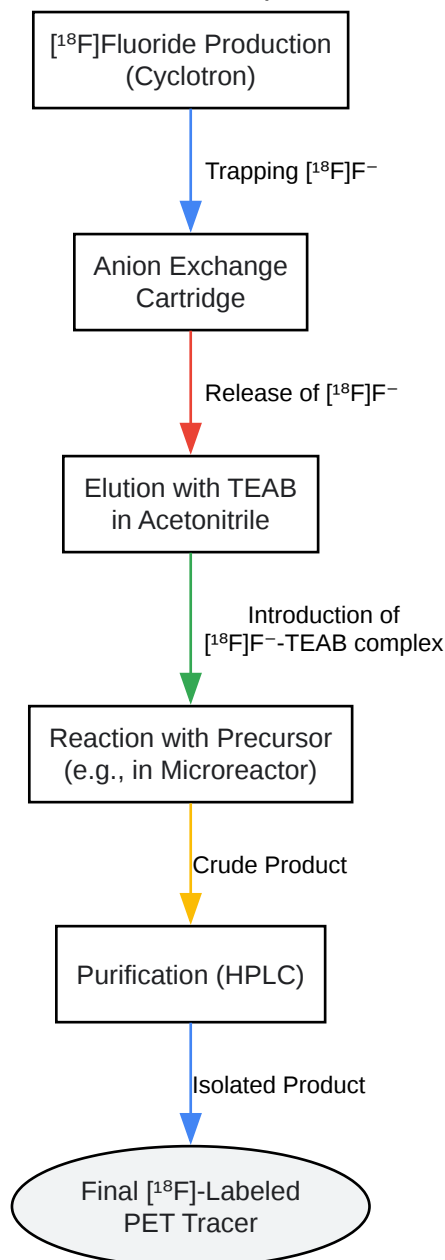 [¹⁸F]Fluoride Production
(Cyclotron)
Trapping [¹⁸F]F⁻
Anion Exchange
Cartridge
Release of [¹⁸F]F⁻
Elution with TEAB
in Acetonitrile
Introduction of
[¹⁸F]F⁻-TEAB complex
Reaction with Precursor
(e.g., in Microreactor)
Crude Product
Purification (HPLC)
Isolated Product
Final [¹⁸F]-Labeled
PET Tracer